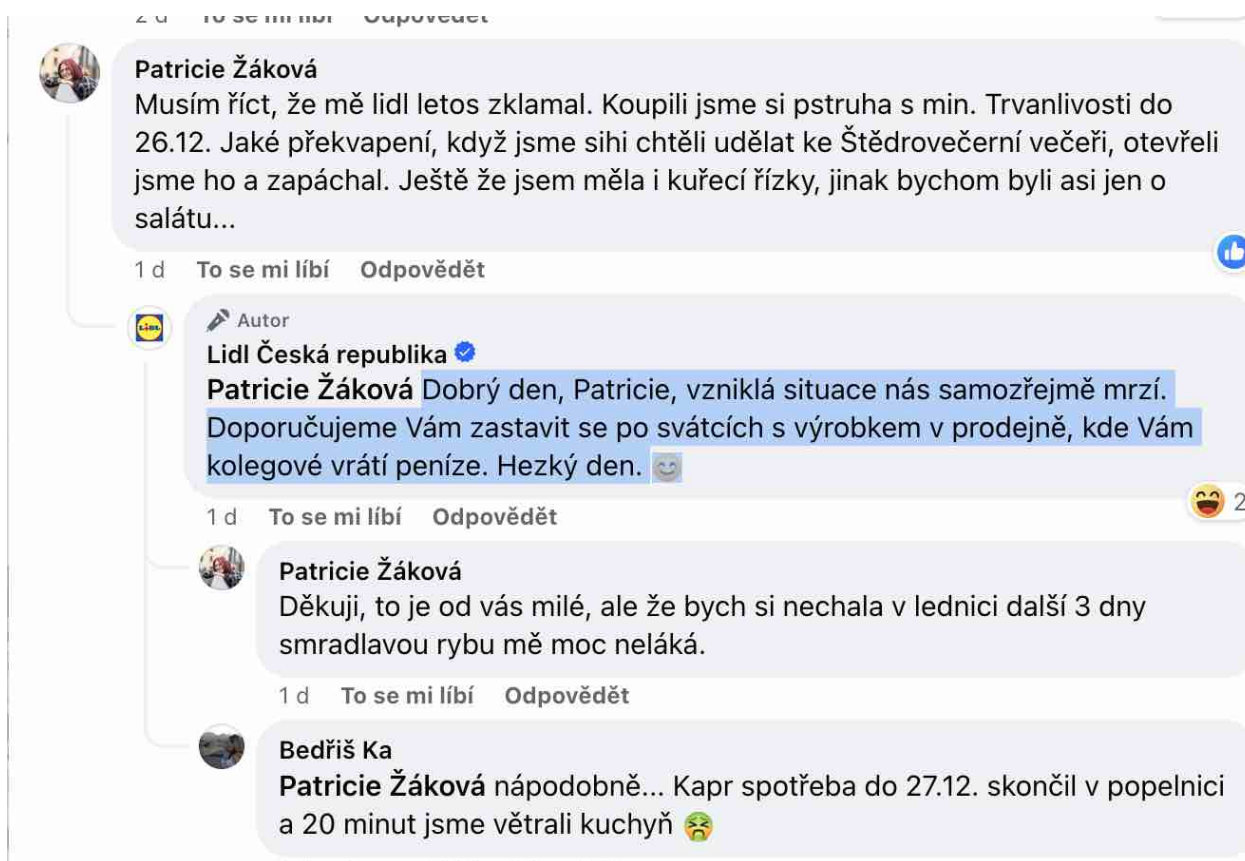 2 d To se mi líbí Odpovědět
Patricie Žáková
Musím říct, že mě lidl letos zklamal. Koupili jsme si pstruha s min. Trvanlivosti do
26.12. Jaké překvapení, když jsme sihi chtěli udělat ke Štědrovečerní večeři, otevřeli
jsme ho a zapáchal. Ještě že jsem měla i kuřecí řízky, jinak bychom byli asi jen o
salátu...
1 d To se mi líbí Odpovědět
Autor
Lidl Česká republika
Patricie Žáková Dobrý den, Patricie, vzniklá situace nás samozřejmě mrzí.
Doporučujeme Vám zastavit se po svátcích s výrobkem v prodejně, kde Vám
kolegové vrátí peníze. Hezký den. 😊
2
1 d To se mi líbí Odpovědět
Patricie Žáková
Děkuji, to je od vás milé, ale že bych si nechala v lednici další 3 dny
smradlavou rybu mě moc neláká.
1 d To se mi líbí Odpovědět
Bedřiš Ka
Patricie Žáková nápodobně... Kapr spotřeba do 27.12. skončil v popelnici
a 20 minut jsme větrali kuchyň 🤮